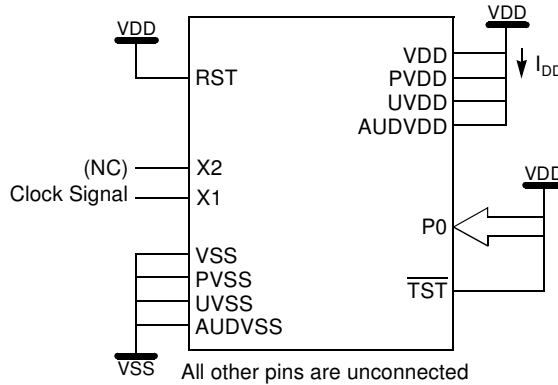 VDD
RST
(NC)
X2
Clock Signal
X1
VSS
PVSS
UVSS
AUDVSS
VSS
VDD
VDD
PVDD
UVDD
AUDVDD
IDD
VDD
P0
TST
All other pins are unconnected